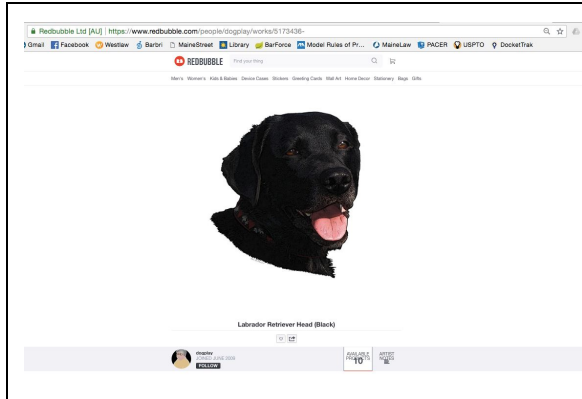 Redbubble Ltd [AU] | https://www.redbubble.com/people/dogplay/works/5173436-
Gmail Facebook Westlaw Barbri MaineStreet Library BarForce Model Rules of Pr... MaineLaw PACER USPTO DocketTrak
REDBUBBLE Find your thing
Men's Women's Kids & Babies Device Cases Stickers Greeting Cards Wall Art Home Decor Stationery Bags Gifts
Labrador Retriever Head (Black)
dogplay
JOINED JUNE 2008
FOLLOW
AVAILABLE PRODUCTS
10
ARTIST NOTES